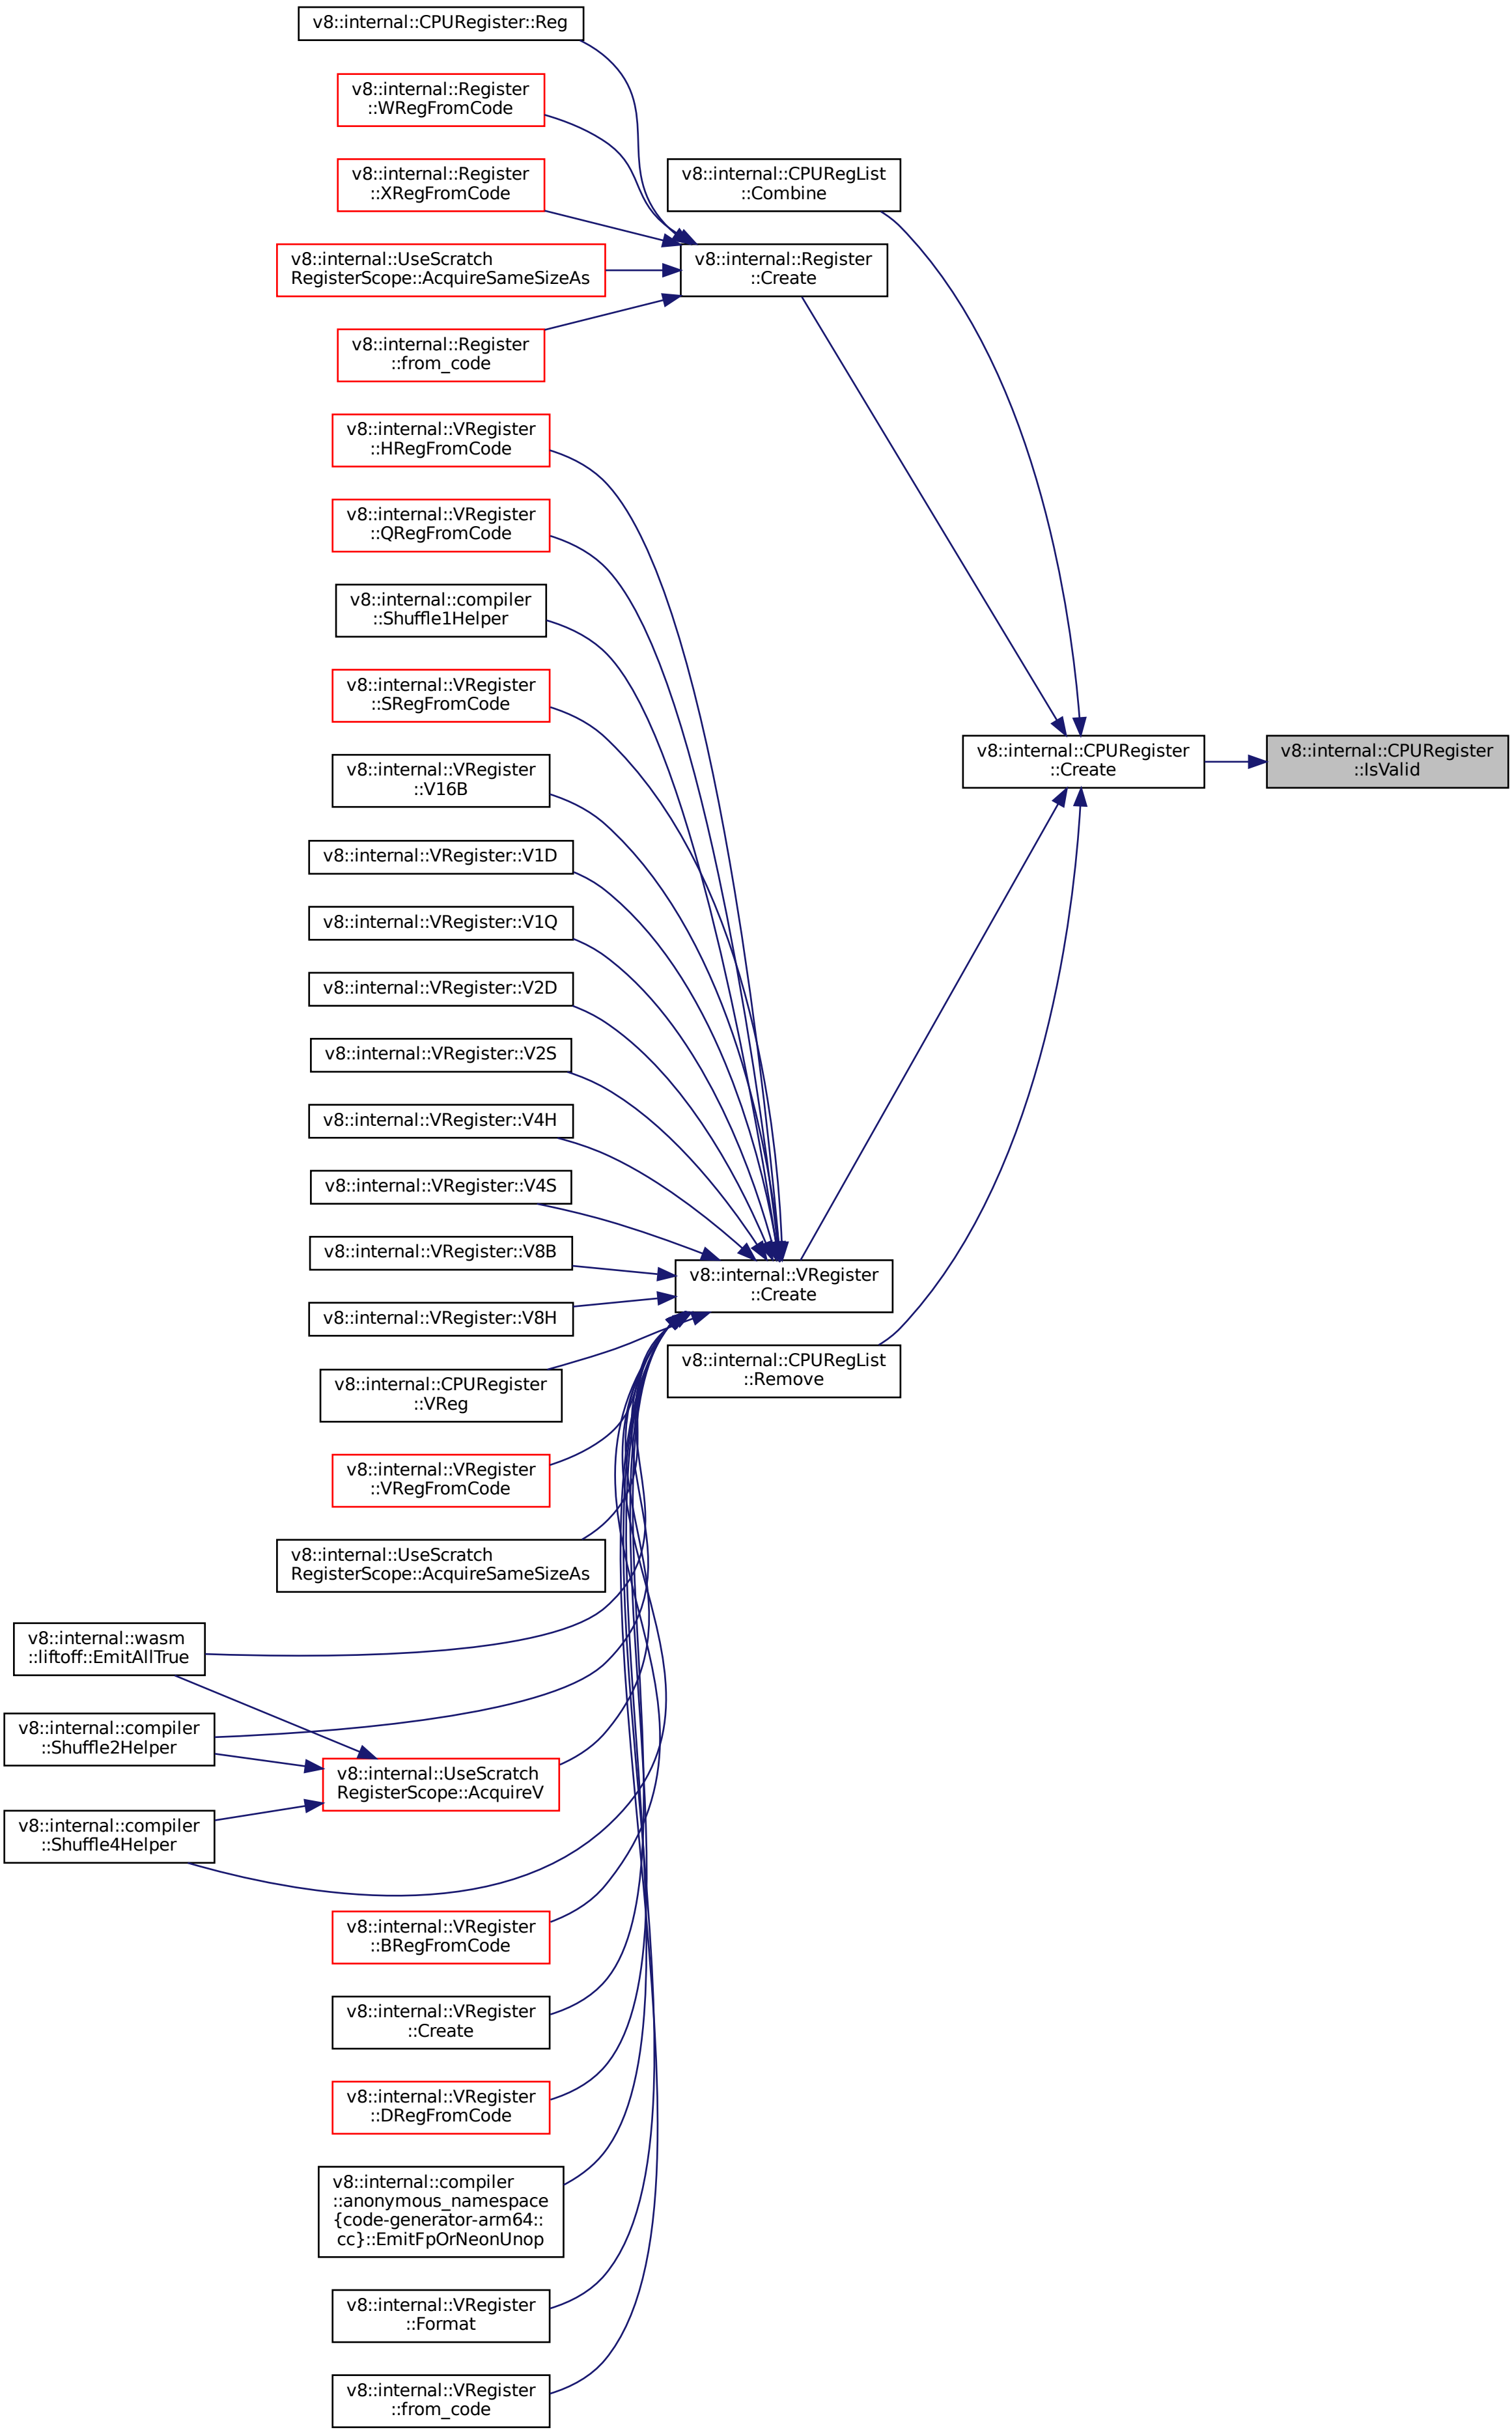 v8::internal::CPURegister::Reg
v8::internal::Register
::WRegFromCode
v8::internal::Register
::XRegFromCode
v8::internal::CPURegList
::Combine
v8::internal::UseScratch
RegisterScope::AcquireSameSizeAs
v8::internal::Register
::Create
v8::internal::Register
::from_code
v8::internal::VRegister
::HRegFromCode
v8::internal::VRegister
::QRegFromCode
v8::internal::compiler
::Shuffle1Helper
v8::internal::VRegister
::SRegFromCode
v8::internal::CPURegister
::Create
v8::internal::CPURegister
::IsValid
v8::internal::VRegister
::V16B
v8::internal::VRegister::V1D
v8::internal::VRegister::V1Q
v8::internal::VRegister::V2D
v8::internal::VRegister::V2S
v8::internal::VRegister::V4H
v8::internal::VRegister::V4S
v8::internal::VRegister::V8B
v8::internal::VRegister
::Create
v8::internal::VRegister::V8H
v8::internal::CPURegList
::Remove
v8::internal::CPURegister
::VReg
v8::internal::VRegister
::VRegFromCode
v8::internal::UseScratch
RegisterScope::AcquireSameSizeAs
v8::internal::wasm
::liftoff::EmitAllTrue
v8::internal::compiler
::Shuffle2Helper
v8::internal::UseScratch
RegisterScope::AcquireV
v8::internal::compiler
::Shuffle4Helper
v8::internal::VRegister
::BRegFromCode
v8::internal::VRegister
::Create
v8::internal::VRegister
::DRegFromCode
v8::internal::compiler
::anonymous_namespace
{code-generator-arm64::
cc}::EmitFpOrNeonUnop
v8::internal::VRegister
::Format
v8::internal::VRegister
::from_code